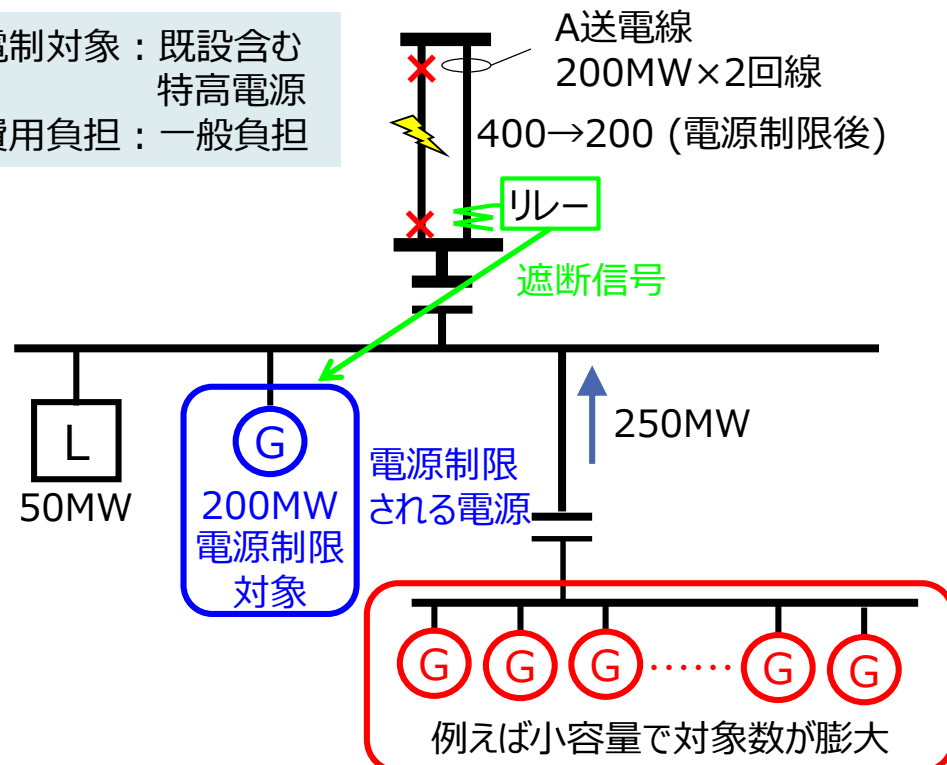 電制対象：既設含む
特高電源
費用負担：一般負担
A送電線
200MW×2回線
400→200 (電源制限後)
リレー
遮断信号
L
50MW
G
200MW
電源制限
対象
電源制限
される電源
250MW
G G G ‥‥‥ G G
例えば小容量で対象数が膨大